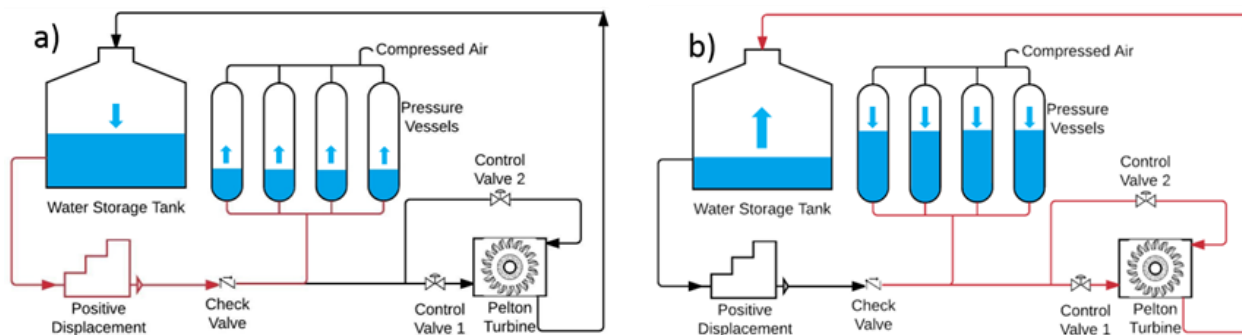 a)
Compressed Air
Pressure
Vessels
Control
Valve 2
Water Storage Tank
Positive
Displacement
Check
Valve
Control
Valve 1
Pelton
Turbine
b)
Compressed Air
Pressure
Vessels
Control
Valve 2
Water Storage Tank
Positive
Displacement
Check
Valve
Control
Valve 1
Pelton
Turbine